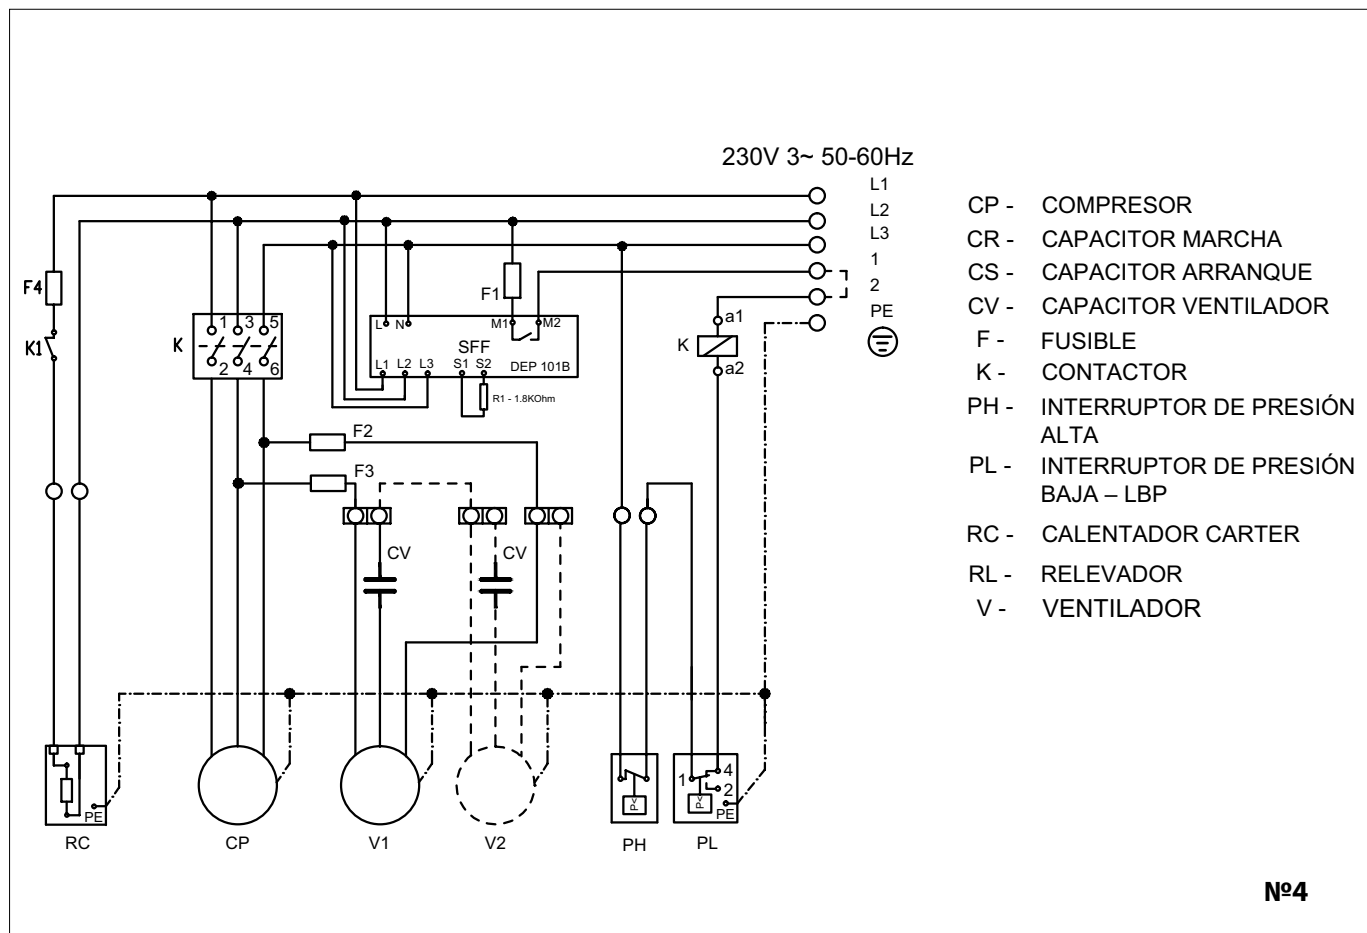 230V 3~ 50-60Hz
L1
L2
L3
1
2
PE
CP - COMPRESOR
CR - CAPACITOR MARCHA
CS - CAPACITOR ARRANQUE
CV - CAPACITOR VENTILADOR
F - FUSIBLE
K - CONTACTOR
PH - INTERRUPTOR DE PRESIÓN
ALTA
PL - INTERRUPTOR DE PRESIÓN
BAJA – LBP
RC - CALENTADOR CARTER
RL - RELEVADOR
V - VENTILADOR
F4
K1
K
1 3 5
2 4 6
F1
L N M1 M2
SFF
DEP 101B
L1 L2 L3 S1 S2
R1 - 1.8KOhm
a1
K
a2
F2
F3
CV
CV
PE
P<
1
4
2
P<
PE
RC
CP
V1
V2
PH
PL
№4